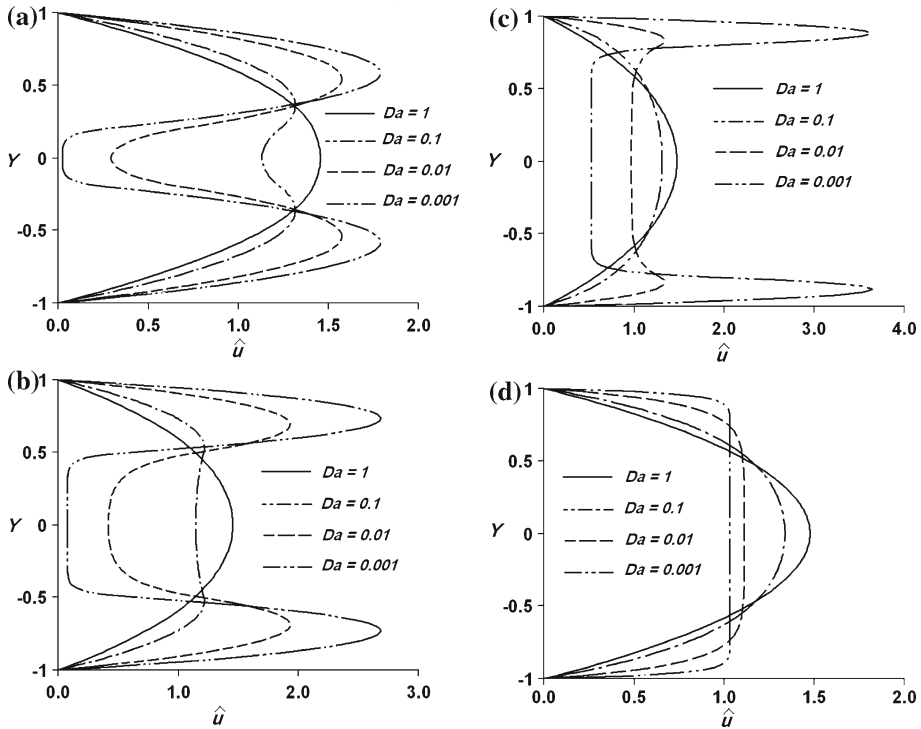 (a)
1
0.5
Y
0
-0.5
-1
0.0
0.5
1.0
1.5
2.0
û
Da = 1
Da = 0.1
Da = 0.01
Da = 0.001
(c)
1
0.5
Y
0
-0.5
-1
0.0
1.0
2.0
3.0
4.0
û
Da = 1
Da = 0.1
Da = 0.01
Da = 0.001
(b)
1
0.5
Y
0
-0.5
-1
0.0
1.0
2.0
3.0
û
Da = 1
Da = 0.1
Da = 0.01
Da = 0.001
(d)
1
0.5
Y
0
-0.5
-1
0.0
0.5
1.0
1.5
2.0
û
Da = 1
Da = 0.1
Da = 0.01
Da = 0.001